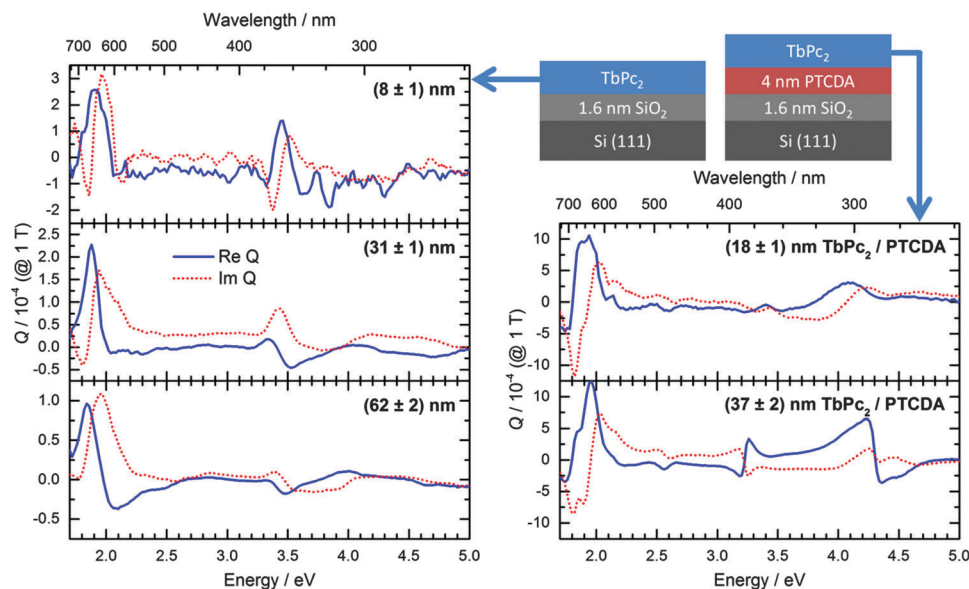 Wavelength / nm
700 600 500 400 300
3
2
1
0
-1
-2
(8 ± 1) nm
2.5
2.0
1.5
1.0
0.5
0.0
-0.5
(31 ± 1) nm
Re Q
Im Q
Q / 10⁻⁴ (@ 1 T)
1.0
0.5
0.0
-0.5
(62 ± 2) nm
2.0 2.5 3.0 3.5 4.0 4.5 5.0
Energy / eV
TbPc₂
1.6 nm SiO₂
Si (111)
TbPc₂
4 nm PTCDA
1.6 nm SiO₂
Si (111)
Wavelength / nm
700 600 500 400 300
10
5
0
-5
-10
(18 ± 1) nm TbPc₂ / PTCDA
Q / 10⁻⁴ (@ 1 T)
10
5
0
-5
-10
(37 ± 2) nm TbPc₂ / PTCDA
2.0 2.5 3.0 3.5 4.0 4.5 5.0
Energy / eV